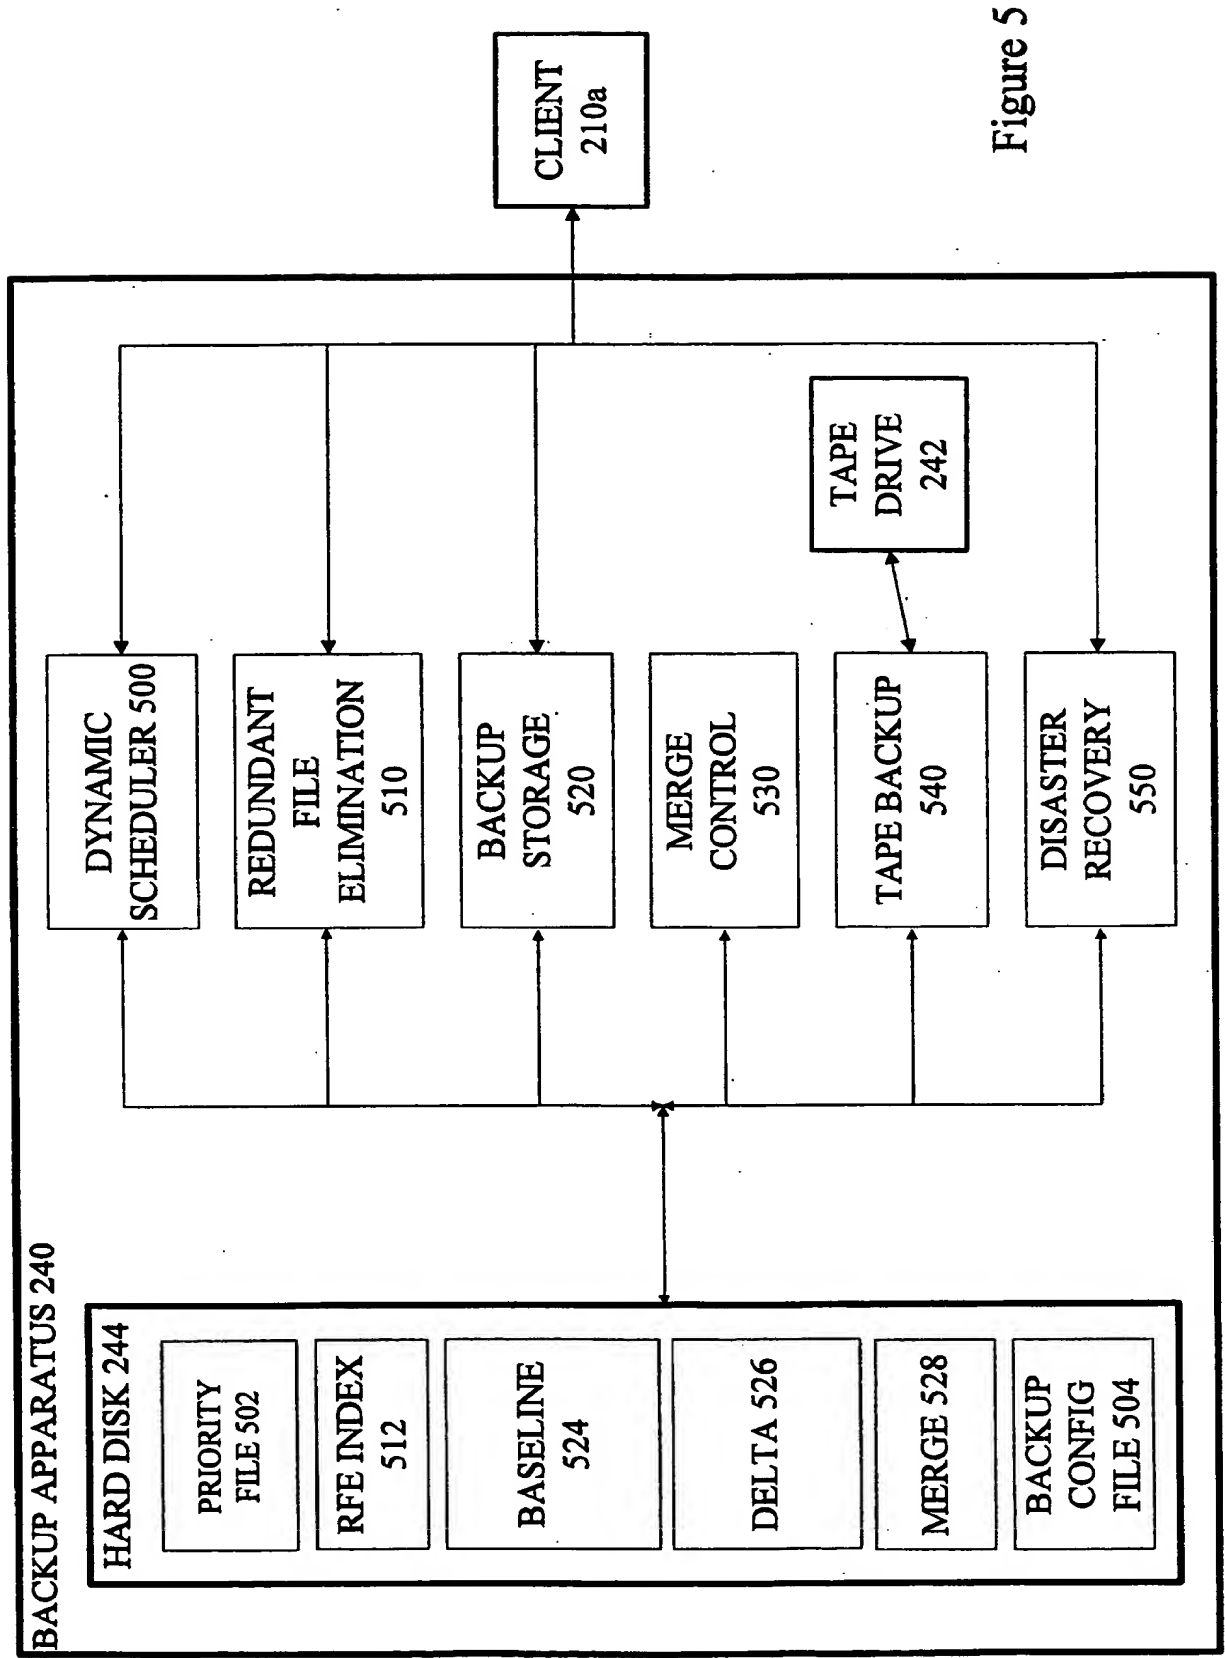 BACKUP APPARATUS 240
HARD DISK 244
PRIORITY
FILE 502
RFE INDEX
512
BASELINE
524
DELTA 526
MERGE 528
BACKUP
CONFIG
FILE 504
DYNAMIC
SCHEDULER 500
REDUNDANT
FILE
ELIMINATION
510
BACKUP
STORAGE
520
MERGE
CONTROL
530
TAPE BACKUP
540
DISASTER
RECOVERY
550
TAPE
DRIVE
242
CLIENT
210a
Figure 5